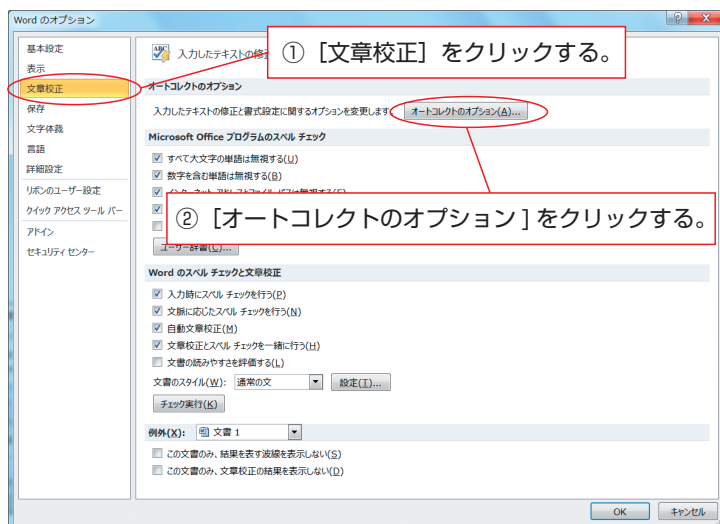 Word のオプション
基本設定
表示
文章校正
保存
文字体裁
言語
詳細設定
リボンのユーザー設定
クイック アクセス ツール バー
アドイン
セキュリティ センター
ABC
入力したテキストの修
① [文章校正] をクリックする。
オートコレクトのオプション
入力したテキストの修正と書式設定に関するオプションを変更します
オートコレクトのオプション(A)...
Microsoft Office プログラムのスペル チェック
すべて大文字の単語は無視する(U)
数字を含む単語は無視する(B)
② [オートコレクトのオプション] をクリックする。
ユーザー辞書(C)...
Word のスペル チェックと文章校正
入力時にスペル チェックを行う(P)
文脈に応じたスペル チェックを行う(N)
自動文章校正(M)
文章校正とスペル チェックを一緒に行う(H)
文書の読みやすさを評価する(L)
文書のスタイル(W): 通常の文 設定(T)...
チェック実行(K)
例外(X): 文書 1
この文書のみ、結果を表す波線を表示しない(S)
この文書のみ、文章校正の結果を表示しない(D)
OK キャンセル